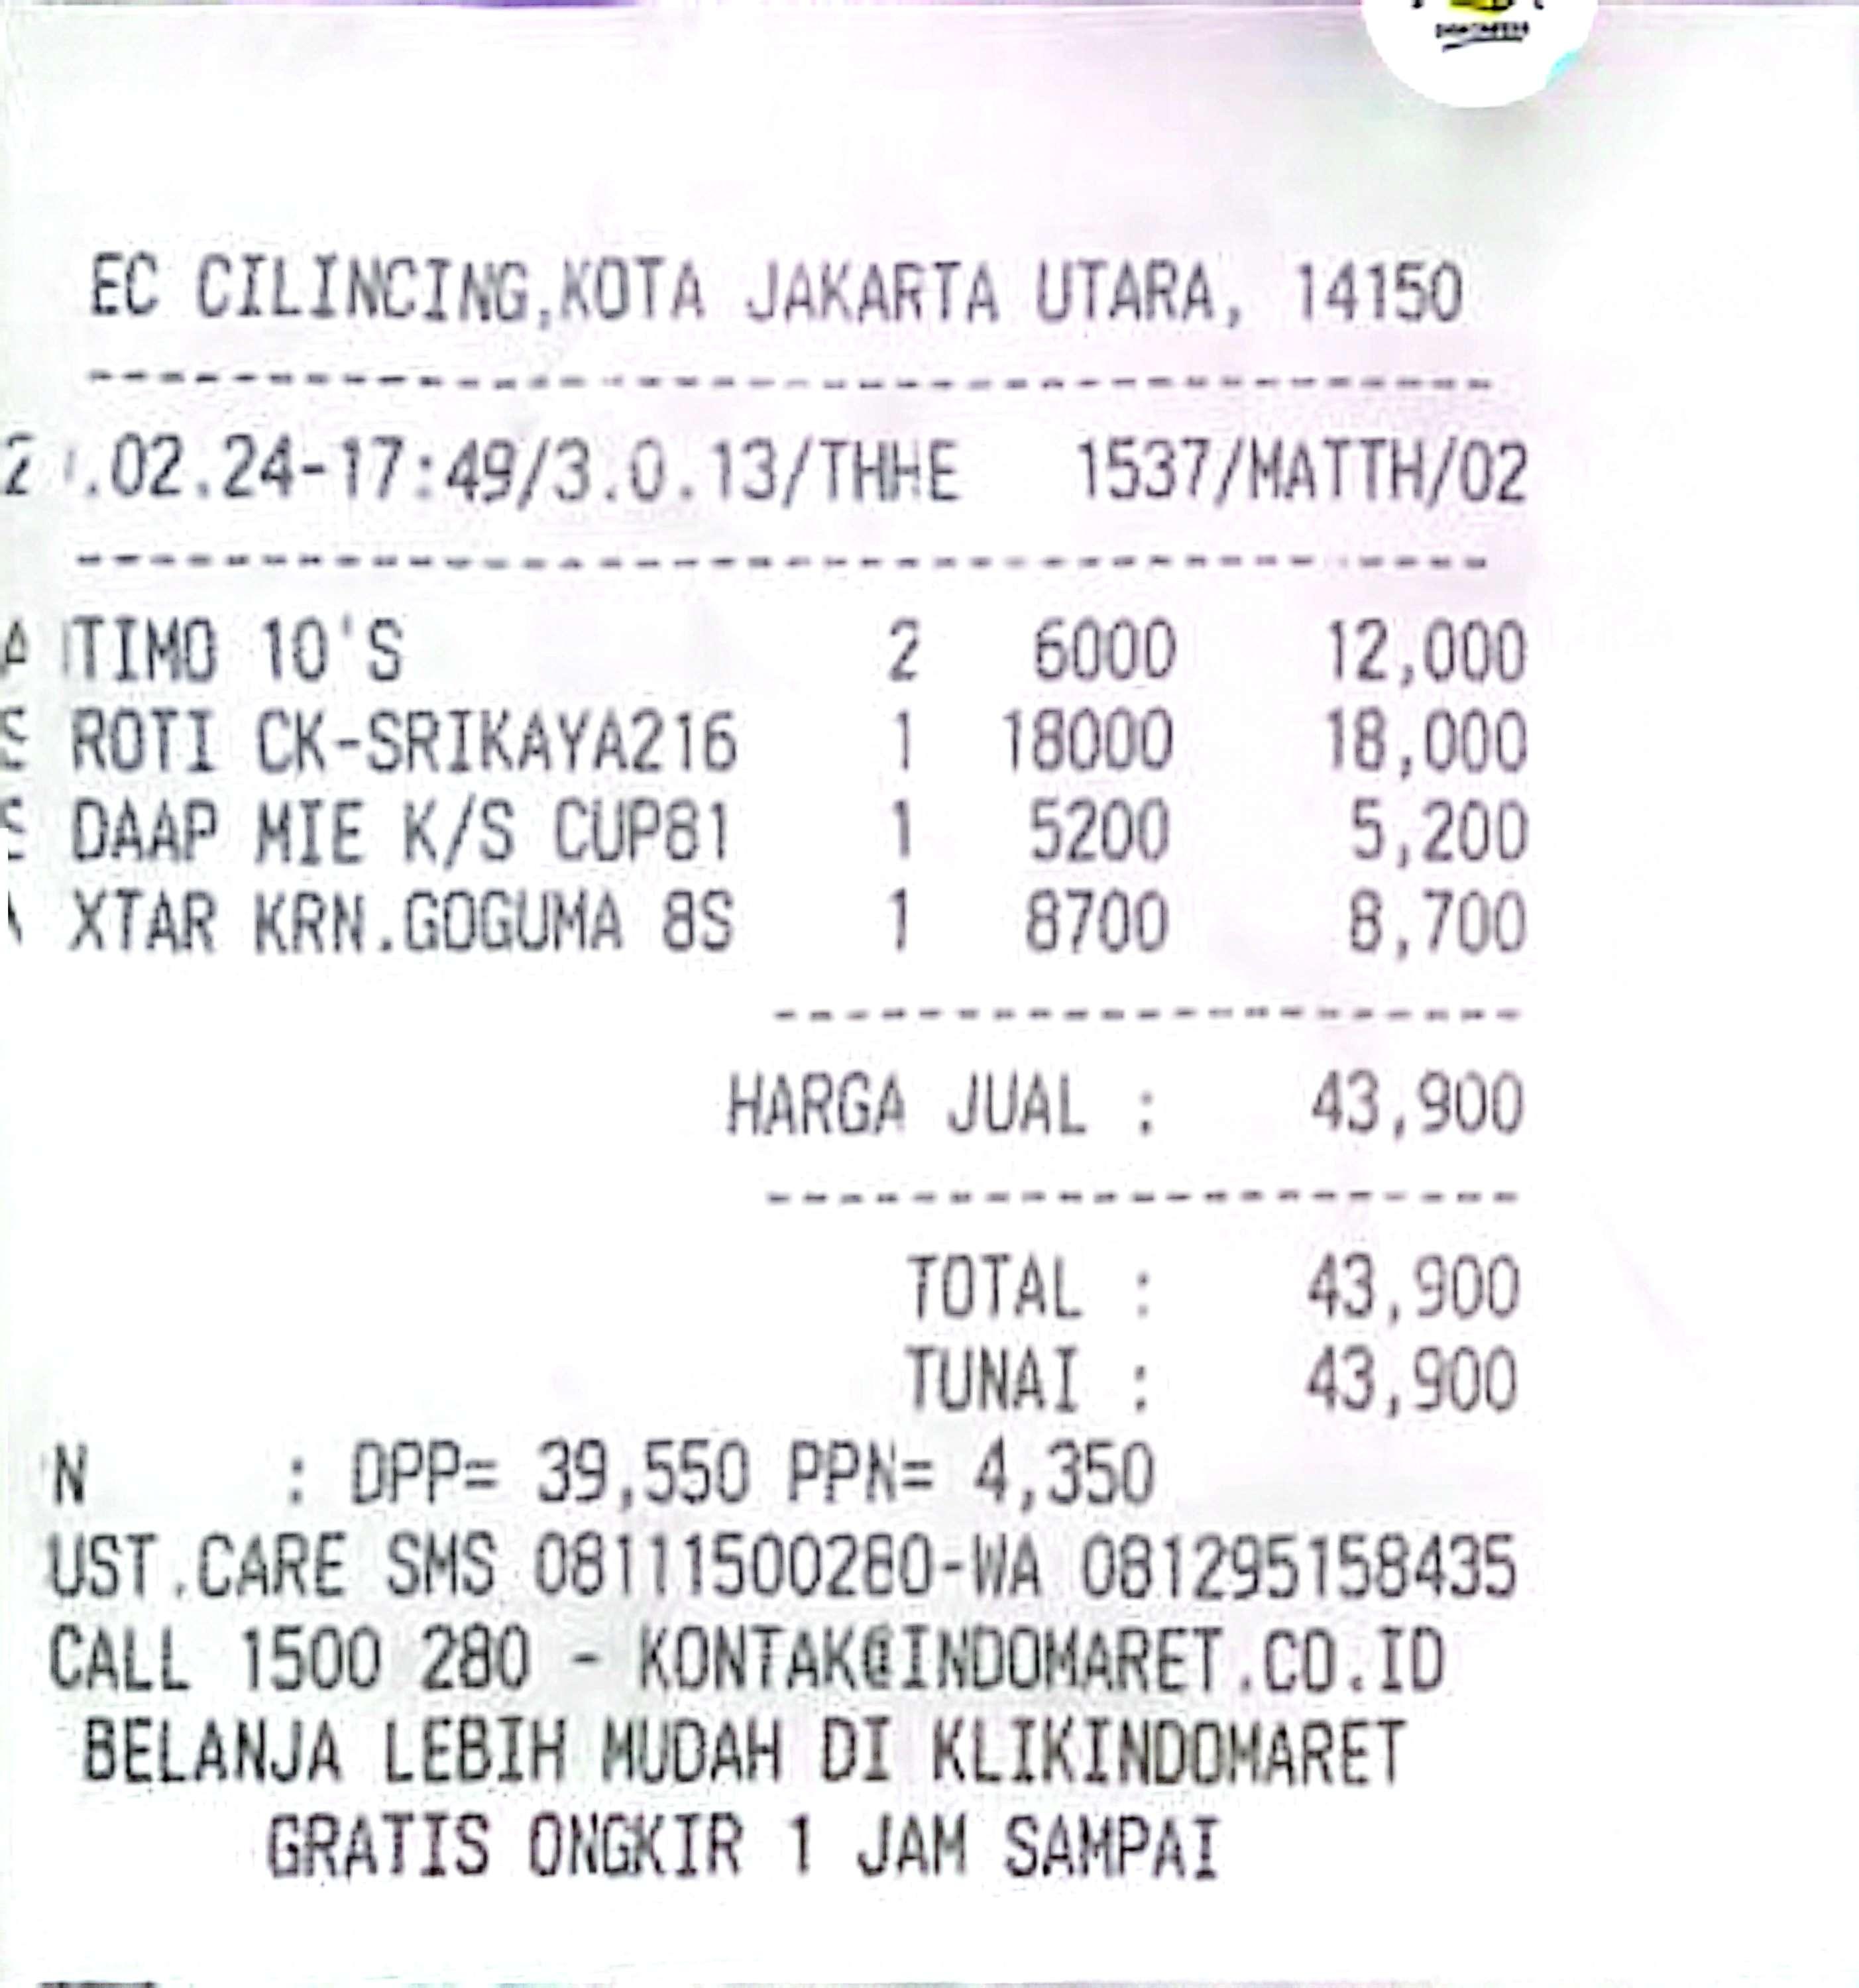 EC CILINCING,KOTA JAKARTA UTARA, 14150
.02.24-17:49/3.0.13/THHE 1537/MATTH/02
TIMO 10'S 2 6000 12,000
ROTI CK-SRIKAYA216 1 18000 18,000
DAAP MIE K/S CUP81 1 5200 5,200
XTAR KRN.GOGUMA 8S 1 8700 8,700
HARGA JUAL : 43,900
TOTAL : 43,900
TUNAI : 43,900
N : DPP= 39,550 PPN= 4,350
UST.CARE SMS 08111500280-WA 081295158435
CALL 1500 280 - KONTAK@INDOMARET.CO.ID
BELANJA LEBIH MUDAH DI KLIKINDOMARET
GRATIS ONGKIR 1 JAM SAMPAI